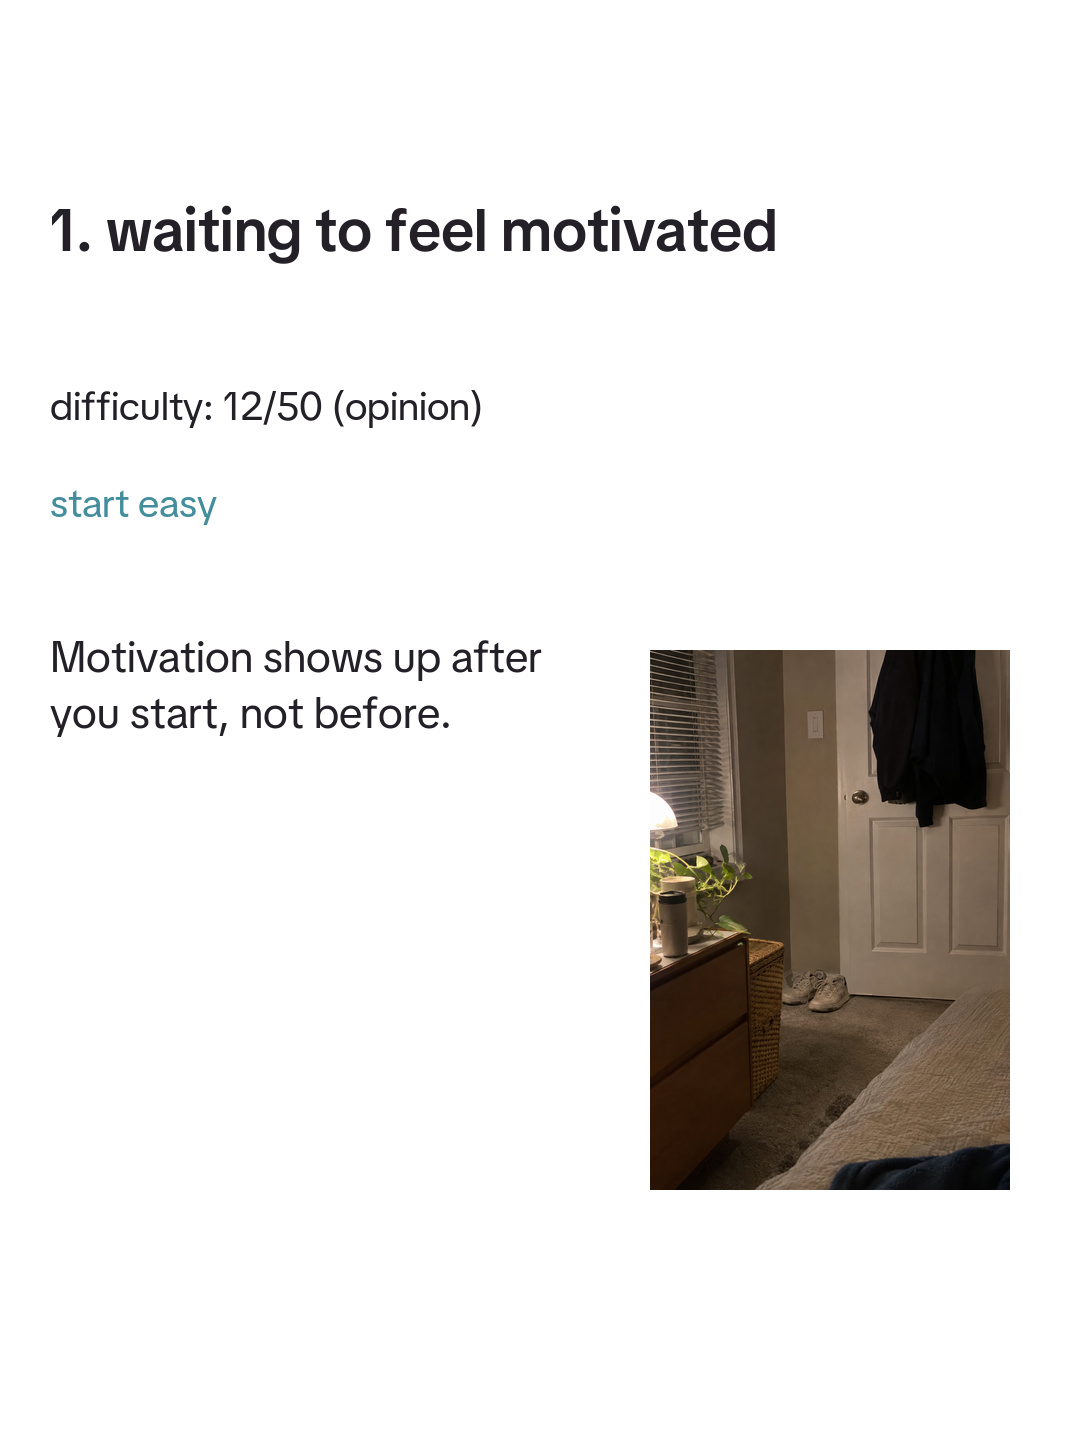 1. waiting to feel motivated
difficulty: 12/50 (opinion)
start easy
Motivation shows up after
you start, not before.